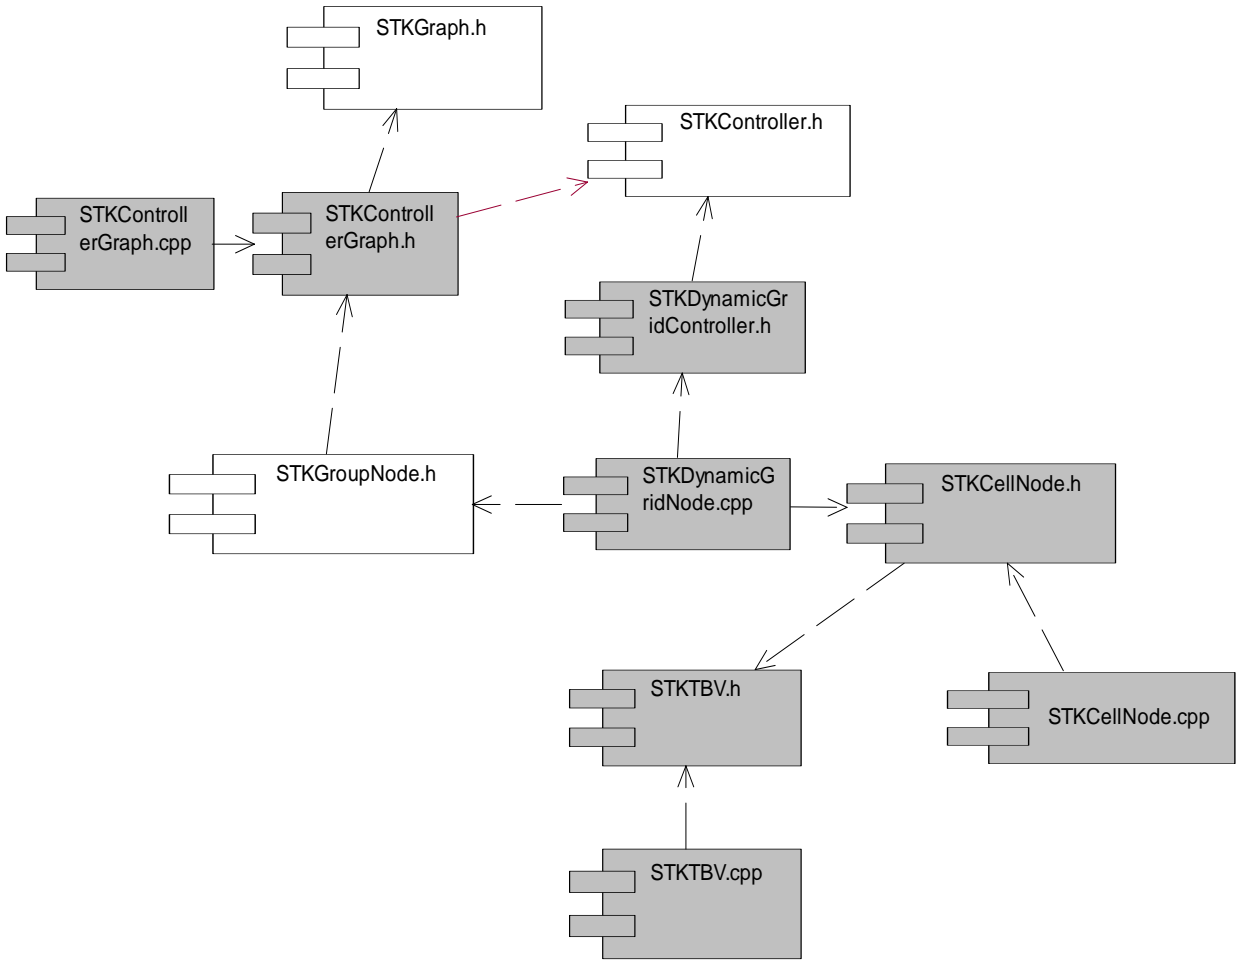 STKGraph.h
STKController.h
STKControll
erGraph.cpp
STKControll
erGraph.h
STKDynamicGr
idController.h
STKGroupNode.h
STKDynamicG
ridNode.cpp
STKCellNode.h
STKTBV.h
STKCellNode.cpp
STKTBV.cpp